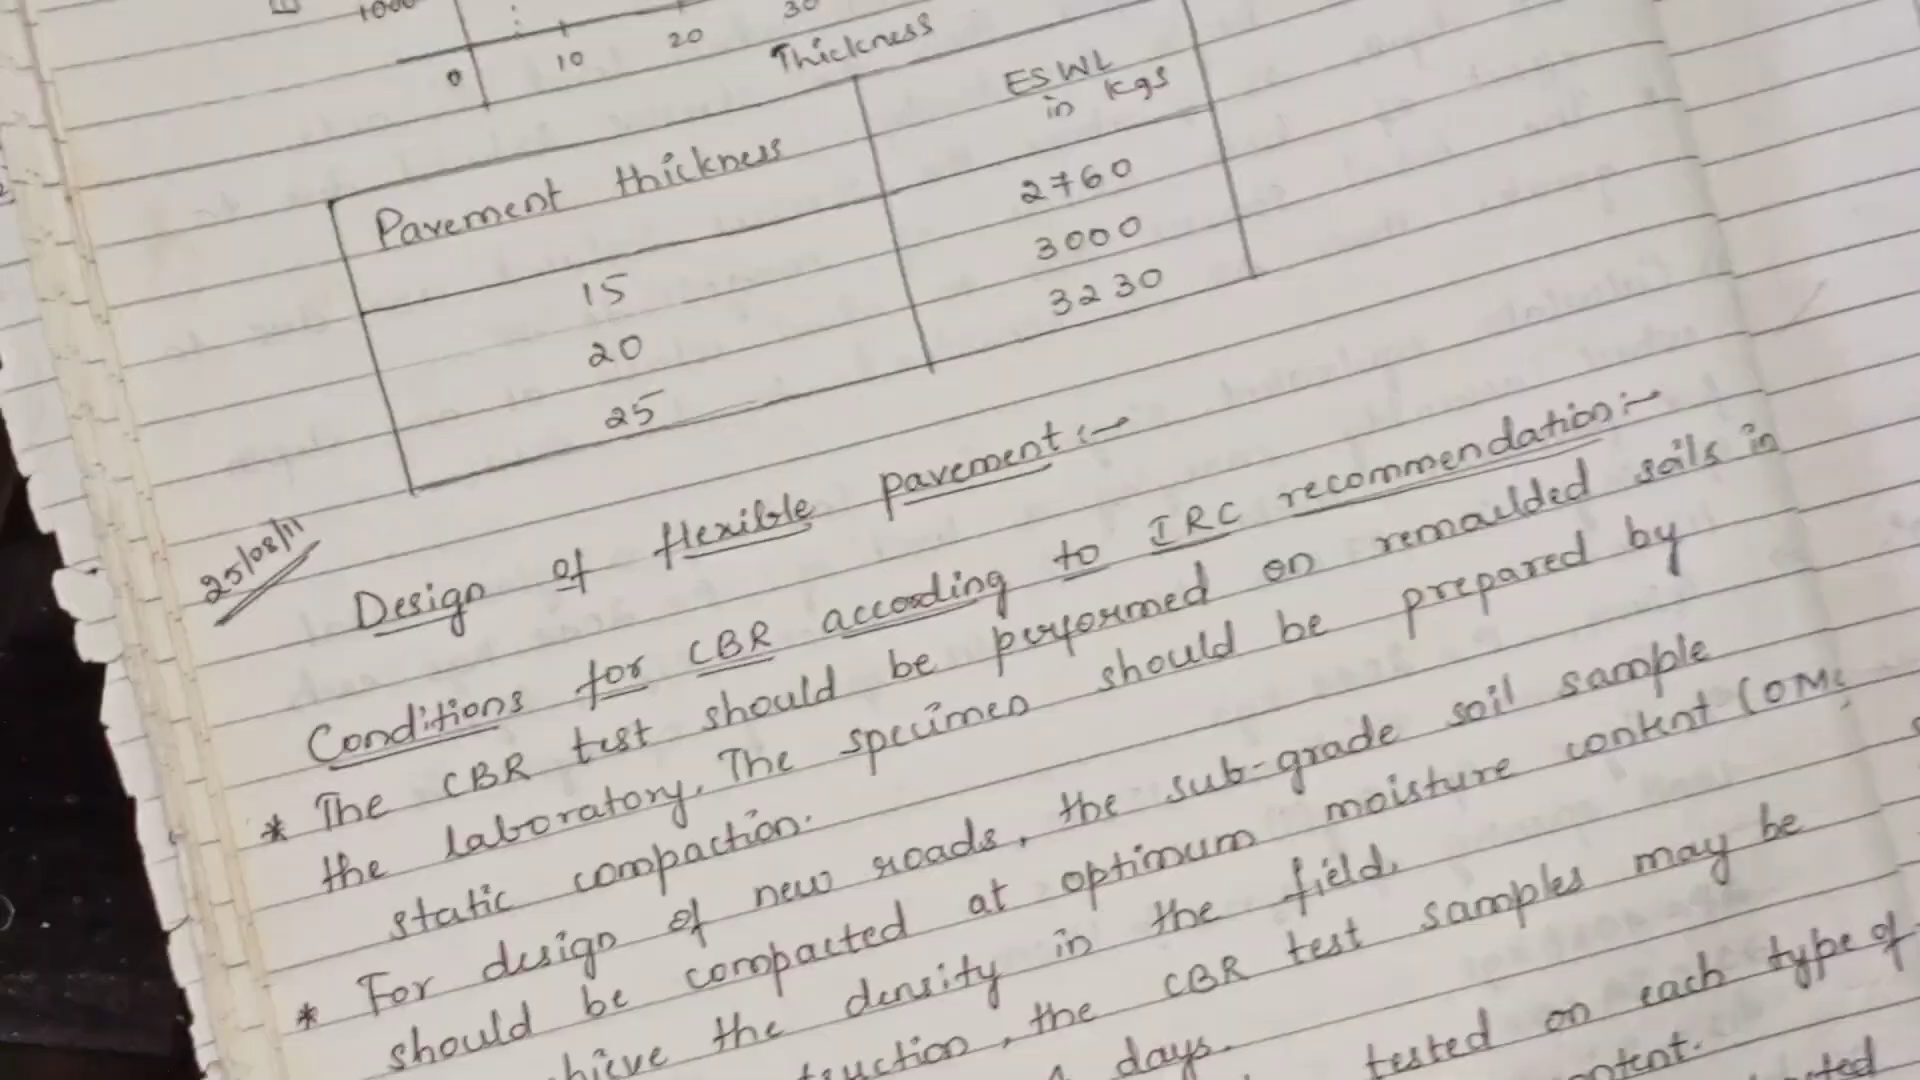 1000
0 10 20 30
Thickness
Pavement thickness ESWL in kgs
15 2760
20 3000
25 3230
25/08/11
Design of flexible pavement :-
Conditions for CBR according to IRC recommendation :-
* The CBR test should be performed on remaulded soils in
the laboratory. The specimen should be prepared by
static compaction.
* For design of new roads, the sub-grade soil sample
should be compacted at optimum moisture content (OMC
the density in the field.
the CBR test samples may be
days.
tested on each type of